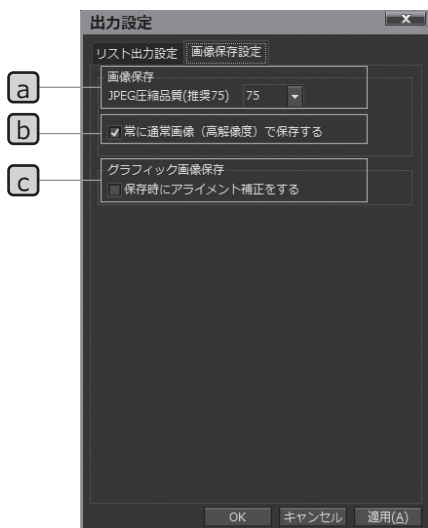 出力設定
x
リスト出力設定 画像保存設定
a
画像保存
JPEG圧縮品質(推奨75) 75
b
常に通常画像（高解像度）で保存する
c
グラフィック画像保存
保存時にアライメント補正をする
OK キャンセル 適用(A)